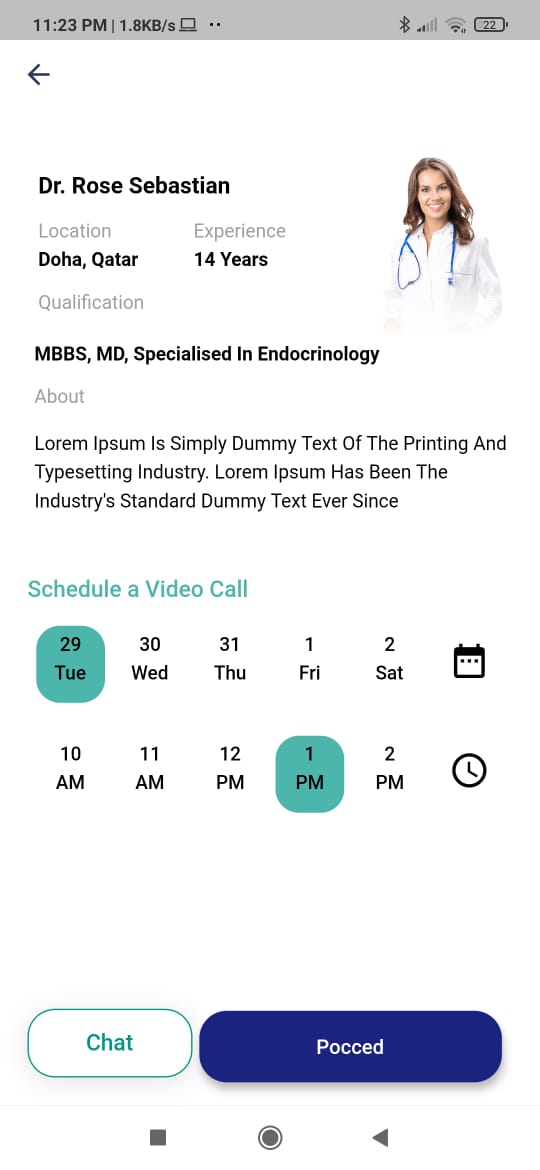 11:23 PM | 1.8KB/s
22
Dr. Rose Sebastian
Location Experience
Doha, Qatar 14 Years
Qualification
MBBS, MD, Specialised In Endocrinology
About
Lorem Ipsum Is Simply Dummy Text Of The Printing And
Typesetting Industry. Lorem Ipsum Has Been The
Industry's Standard Dummy Text Ever Since
Schedule a Video Call
29 30 31 1 2
Tue Wed Thu Fri Sat
10 11 12 1 2
AM AM PM PM PM
Chat Pocced